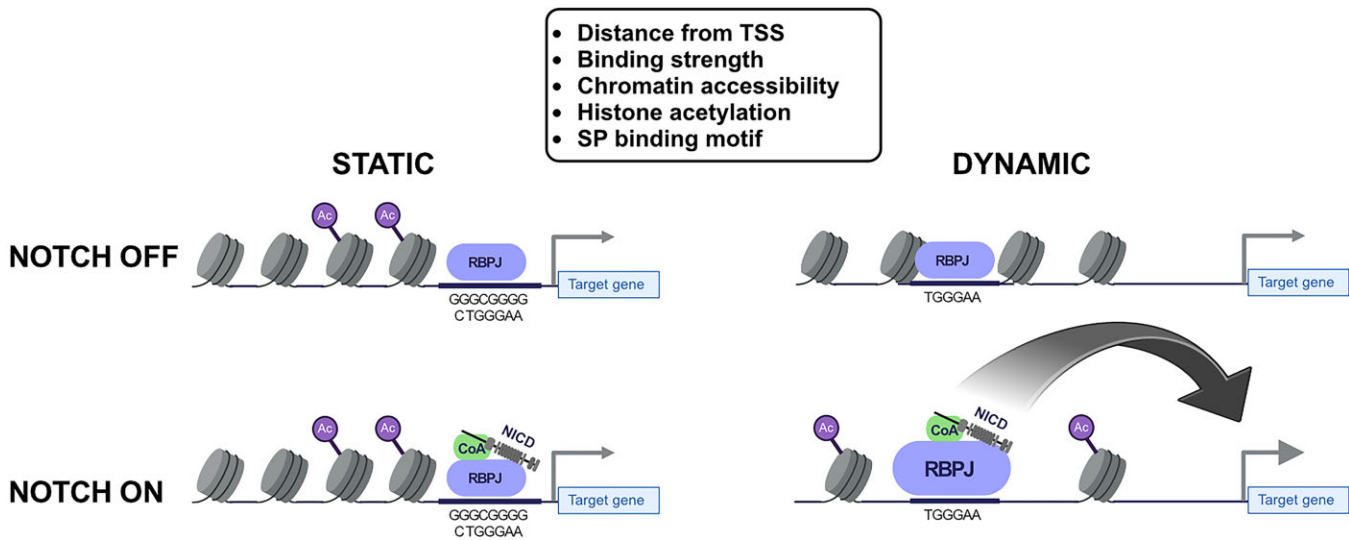 • Distance from TSS
• Binding strength
• Chromatin accessibility
• Histone acetylation
• SP binding motif
STATIC
DYNAMIC
NOTCH OFF
Ac
Ac
RBPJ
GGGCGGGG
CTGGGAA
Target gene
RBPJ
TGGGAA
Target gene
NOTCH ON
Ac
Ac
CoA
NICD
RBPJ
GGGCGGGG
CTGGGAA
Target gene
Ac
CoA
NICD
RBPJ
TGGGAA
Ac
Target gene